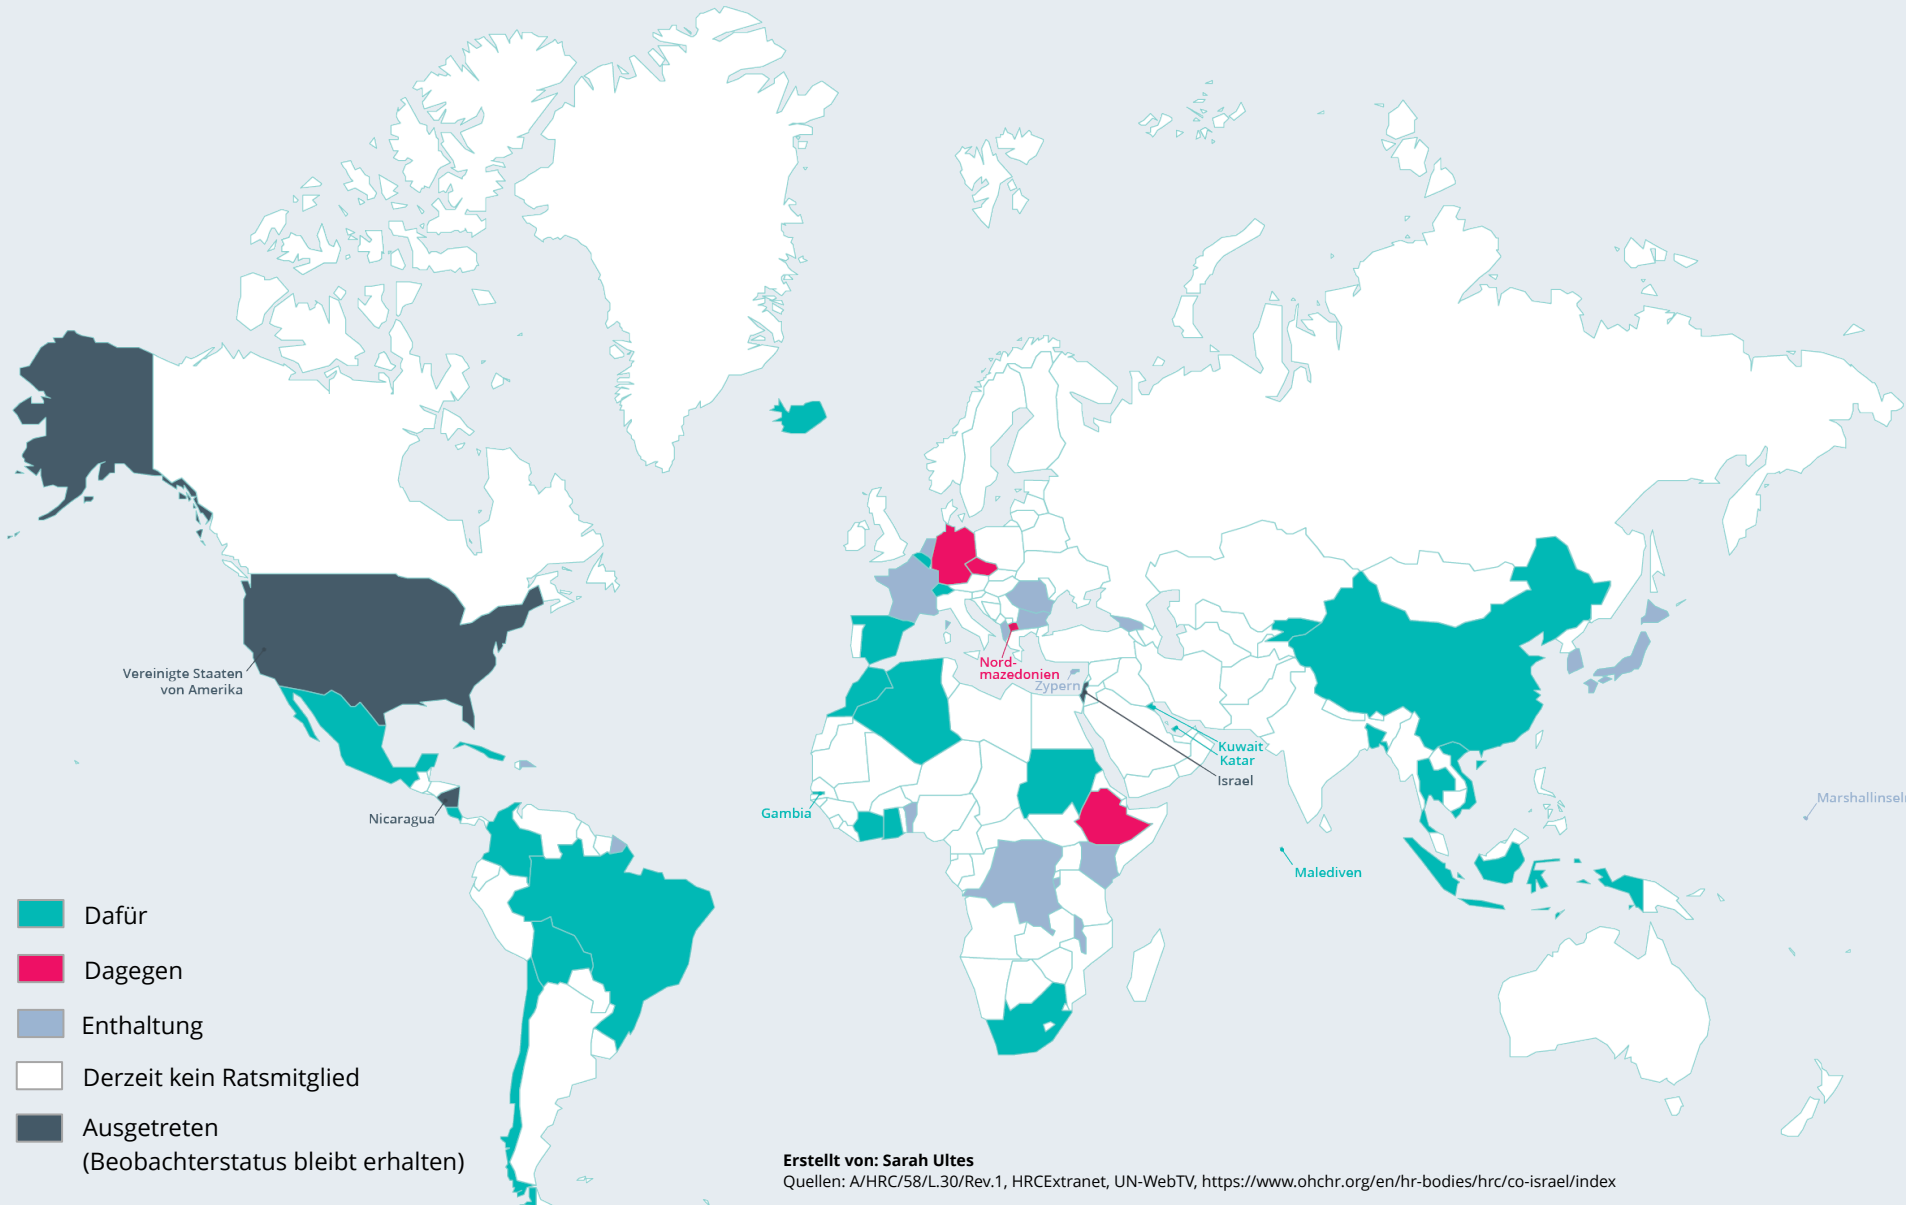 Vereinigte Staaten
von Amerika
Nicaragua
Gambia
Nord-
mazedonien
Zypern
Kuwait
Katar
Israel
Marshallinseln
Malediven
Dafür
Dagegen
Enthaltung
Derzeit kein Ratsmitglied
Ausgetreten
(Beobachterstatus bleibt erhalten)
Erstellt von: Sarah Ultes
Quellen: A/HRC/58/L.30/Rev.1, HRCExtranet, UN-WebTV, https://www.ohchr.org/en/hr-bodies/hrc/co-israel/index